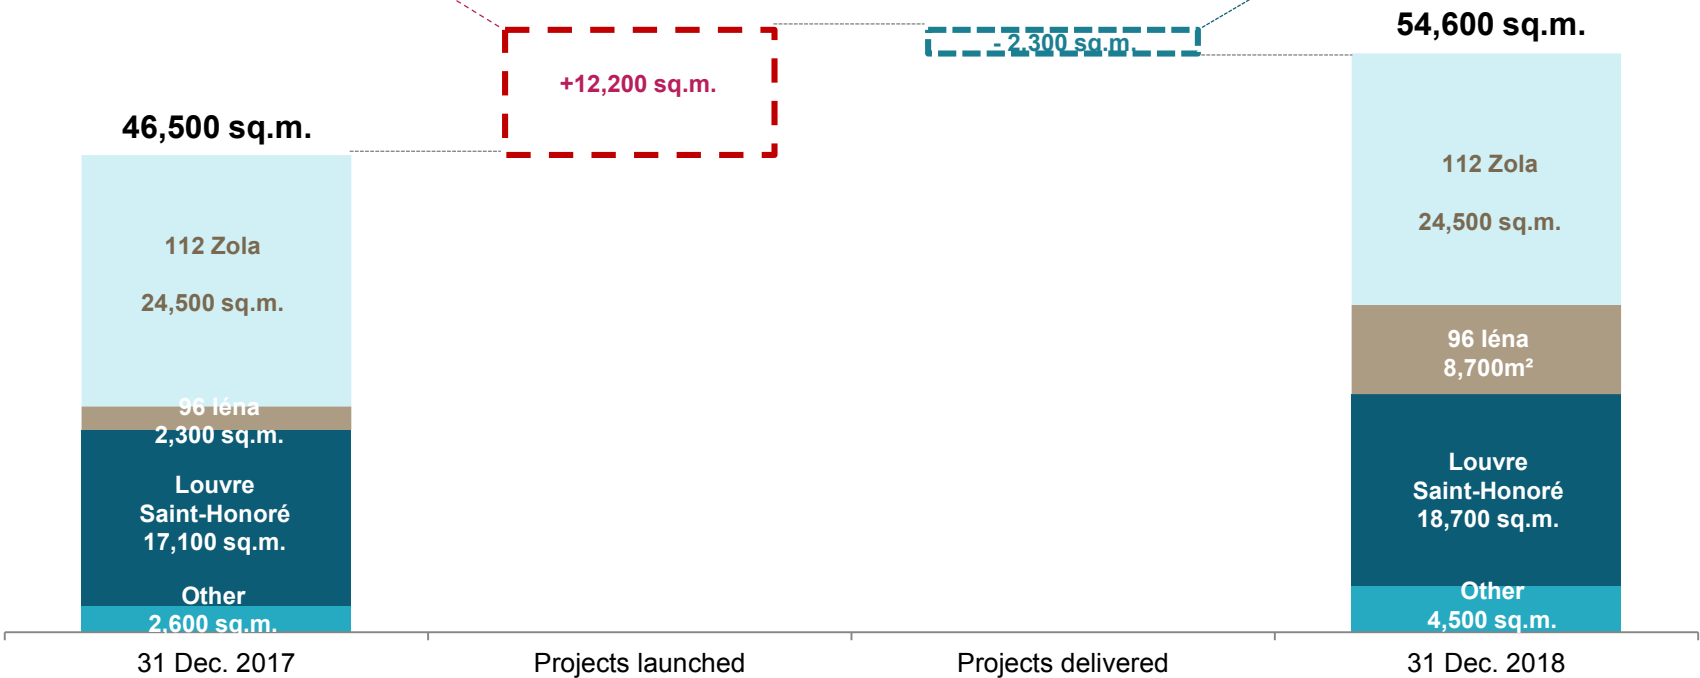 46,500 sq.m.
112 Zola
24,500 sq.m.
96 Iéna
2,300 sq.m.
Louvre
Saint-Honoré
17,100 sq.m.
Other
2,600 sq.m.
+12,200 sq.m.
- 2,300 sq.m.
54,600 sq.m.
112 Zola
24,500 sq.m.
96 Iéna
8,700m²
Louvre
Saint-Honoré
18,700 sq.m.
Other
4,500 sq.m.
31 Dec. 2017
Projects launched
Projects delivered
31 Dec. 2018